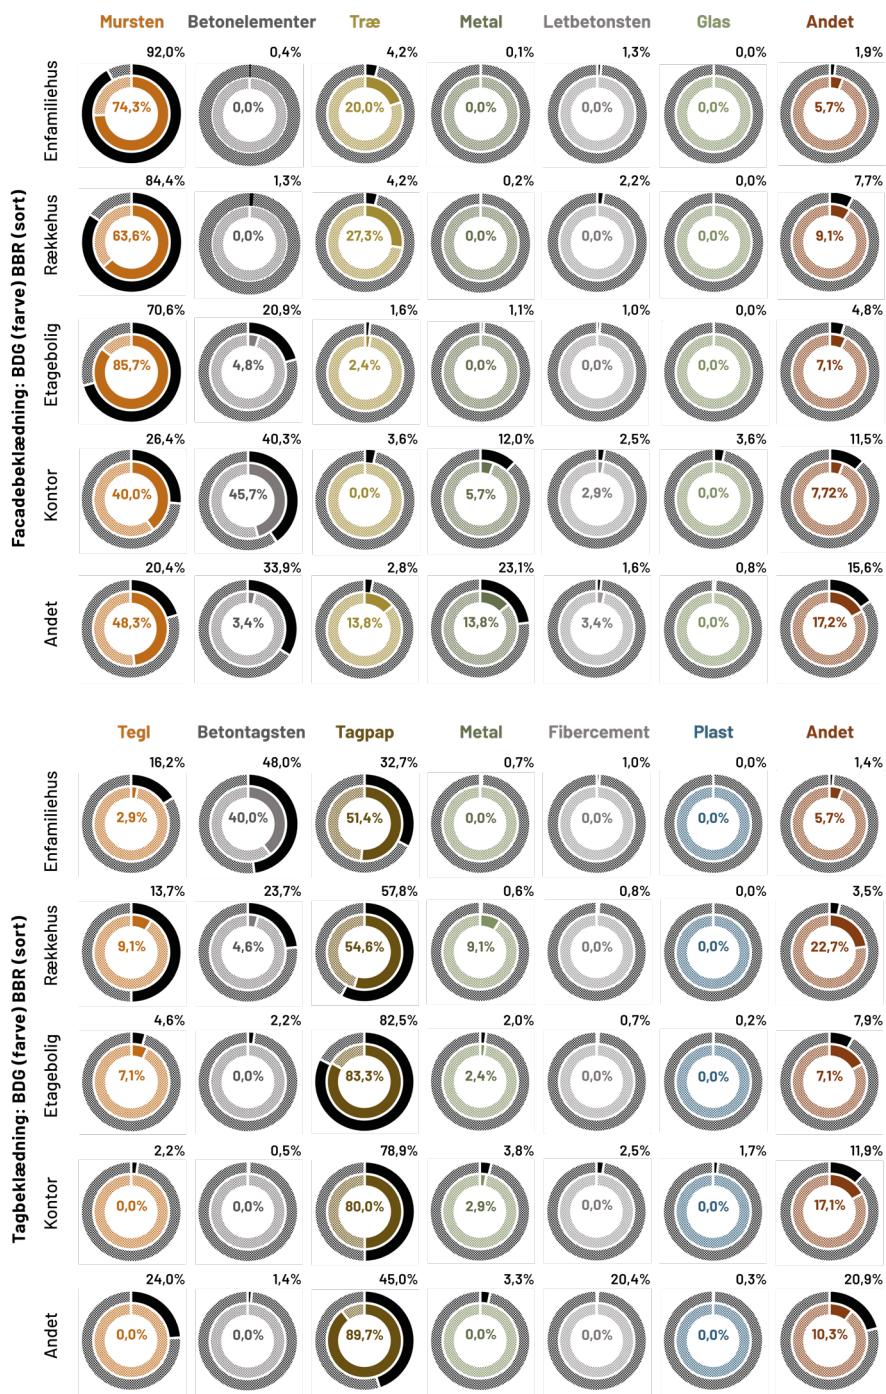 Mursten Betonelementer Træ Metal Letbetonsten Glas Andet
Facadebeklædning: BDG (farve) BBR (sort)
92,0% 0,4% 4,2% 0,1% 1,3% 0,0% 1,9%
Enfamiliehus 74,3% 0,0% 20,0% 0,0% 0,0% 0,0% 5,7%
84,4% 1,3% 4,2% 0,2% 2,2% 0,0% 7,7%
Rækkehus 63,6% 0,0% 27,3% 0,0% 0,0% 0,0% 9,1%
70,6% 20,9% 1,6% 1,1% 1,0% 0,0% 4,8%
Etagebolig 85,7% 4,8% 2,4% 0,0% 0,0% 0,0% 7,1%
26,4% 40,3% 3,6% 12,0% 2,5% 3,6% 11,5%
Kontor 40,0% 45,7% 0,0% 5,7% 2,9% 0,0% 7,72%
20,4% 33,9% 2,8% 23,1% 1,6% 0,8% 15,6%
Andet 48,3% 3,4% 13,8% 13,8% 3,4% 0,0% 17,2%
Tegl Betontagsten Tagpap Metal Fibercement Plast Andet
Tagbeklædning: BDG (farve) BBR (sort)
16,2% 48,0% 32,7% 0,7% 1,0% 0,0% 1,4%
Enfamiliehus 2,9% 40,0% 51,4% 0,0% 0,0% 0,0% 5,7%
13,7% 23,7% 57,8% 0,6% 0,8% 0,0% 3,5%
Rækkehus 9,1% 4,6% 54,6% 9,1% 0,0% 0,0% 22,7%
4,6% 2,2% 82,5% 2,0% 0,7% 0,2% 7,9%
Etagebolig 7,1% 0,0% 83,3% 2,4% 0,0% 0,0% 7,1%
2,2% 0,5% 78,9% 3,8% 2,5% 1,7% 11,9%
Kontor 0,0% 0,0% 80,0% 2,9% 0,0% 0,0% 17,1%
24,0% 1,4% 45,0% 3,3% 20,4% 0,3% 20,9%
Andet 0,0% 0,0% 89,7% 0,0% 0,0% 0,0% 10,3%